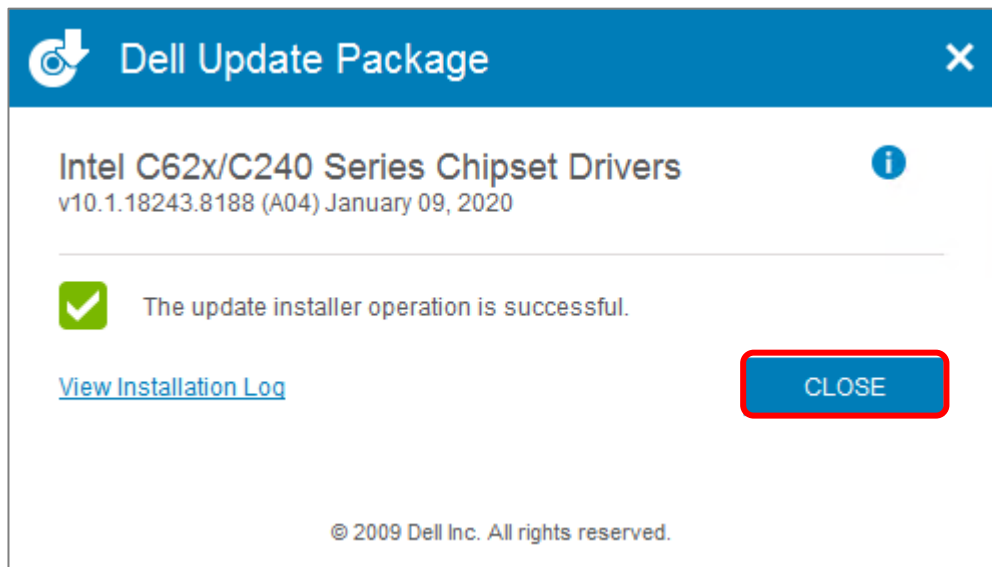 Dell Update Package
Intel C62x/C240 Series Chipset Drivers
v10.1.18243.8188 (A04) January 09, 2020
The update installer operation is successful.
View Installation Log
CLOSE
© 2009 Dell Inc. All rights reserved.